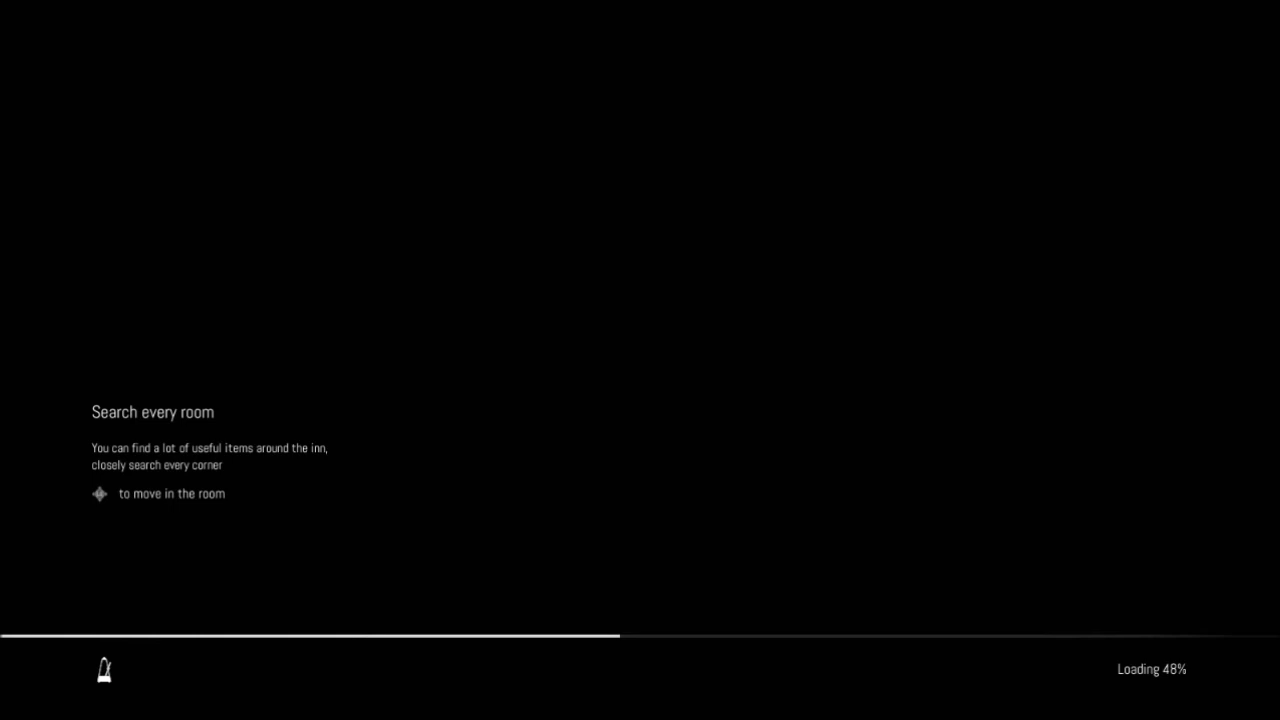 Search every room
You can find a lot of useful items around the inn,
closely search every corner
to move in the room
Loading 48%